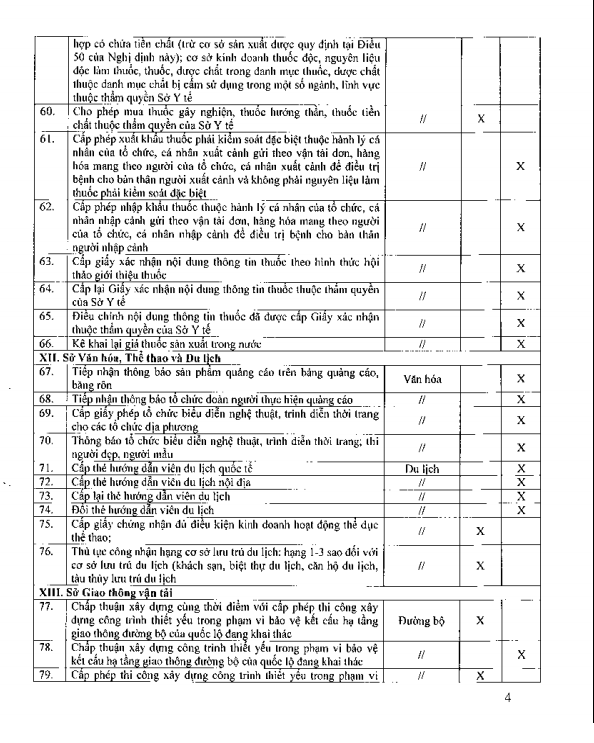 hợp có chứa tiền chất (trừ cơ sở sản xuất được quy định tại Điều
50 của Nghị định này); cơ sở kinh doanh thuốc độc, nguyên liệu
độc làm thuốc, thuốc, dược chất trong danh mục thuốc, dược chất
thuộc danh mục chất bị cấm sử dụng trong một số ngành, lĩnh vực
thuộc thẩm quyền Sở Y tế
60. Cho phép mua thuốc gây nghiện, thuốc hướng thần, thuốc tiền
chất thuộc thẩm quyền của Sở Y tế // X
61. Cấp phép xuất khẩu thuốc phải kiểm soát đặc biệt thuộc hành lý cá
nhân của tổ chức, cá nhân xuất cảnh gửi theo vận tải đơn, hàng
hóa mang theo người của tổ chức, cá nhân xuất cảnh để điều trị // X
bệnh cho bản thân người xuất cảnh và không phải nguyên liệu làm
thuốc phải kiểm soát đặc biệt
62. Cấp phép nhập khẩu thuốc thuộc hành lý cá nhân của tổ chức, cá
nhân nhập cảnh gửi theo vận tải đơn, hàng hóa mang theo người
của tổ chức, cá nhân nhập cảnh để điều trị bệnh cho bản thân // X
người nhập cảnh
63. Cấp giấy xác nhận nội dung thông tin thuốc theo hình thức hội
thảo giới thiệu thuốc // X
64. Cấp lại Giấy xác nhận nội dung thông tin thuốc thuộc thẩm quyền
của Sở Y tế // X
65. Điều chỉnh nội dung thông tin thuốc đã được cấp Giấy xác nhận
thuộc thẩm quyền của Sở Y tế // X
66. Kê khai lại giá thuốc sản xuất trong nước // X
XII. Sở Văn hóa, Thể thao và Du lịch
67. Tiếp nhận thông báo sản phẩm quảng cáo trên bảng quảng cáo,
băng rôn Văn hóa X
68. Tiếp nhận thông báo tổ chức đoàn người thực hiện quảng cáo // X
69. Cấp giấy phép tổ chức biểu diễn nghệ thuật, trình diễn thời trang
cho các tổ chức địa phương // X
70. Thông báo tổ chức biểu diễn nghệ thuật, trình diễn thời trang; thi
người đẹp, người mẫu // X
71. Cấp thẻ hướng dẫn viên du lịch quốc tế Du lịch X
72. Cấp thẻ hướng dẫn viên du lịch nội địa // X
73. Cấp lại thẻ hướng dẫn viên du lịch // X
74. Đổi thẻ hướng dẫn viên du lịch // X
75. Cấp giấy chứng nhận đủ điều kiện kinh doanh hoạt động thể dục
thể thao; // X
76. Thủ tục công nhận hạng cơ sở lưu trú du lịch: hạng 1-3 sao đối với
cơ sở lưu trú du lịch (khách sạn, biệt thự du lịch, căn hộ du lịch, // X
tàu thủy lưu trú du lịch
XIII. Sở Giao thông vận tải
77. Chấp thuận xây dựng cùng thời điểm với cấp phép thi công xây
dựng công trình thiết yếu trong phạm vi bảo vệ kết cấu hạ tầng Đường bộ X
giao thông đường bộ của quốc lộ đang khai thác
78. Chấp thuận xây dựng công trình thiết yếu trong phạm vi bảo vệ
kết cấu hạ tầng giao thông đường bộ của quốc lộ đang khai thác // X
79. Cấp phép thi công xây dựng công trình thiết yếu trong phạm vi // X
4